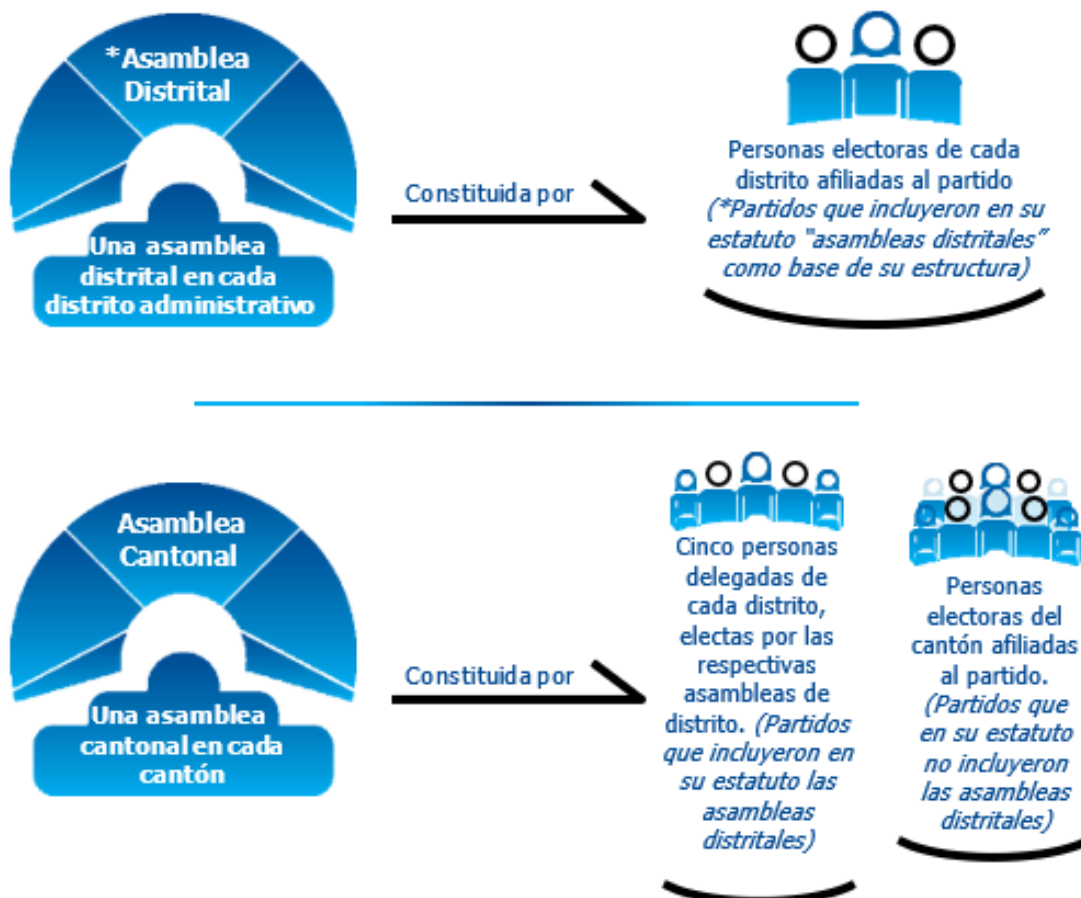 *Asamblea
Distrital
Una asamblea
distrital en cada
distrito administrativo
Constituida por
Personas electoras de cada
distrito afiliadas al partido
(*Partidos que incluyeron en su
estatuto "asambleas distritales"
como base de su estructura)
Asamblea
Cantonal
Una asamblea
cantonal en cada
cantón
Constituida por
Cinco personas
delegadas de
cada distrito,
electas por las
respectivas
asambleas de
distrito. (Partidos
que incluyeron en
su estatuto las
asambleas
distritales)
Personas
electoras del
cantón afiliadas
al partido.
(Partidos que
en su estatuto
no incluyeron
las asambleas
distritales)